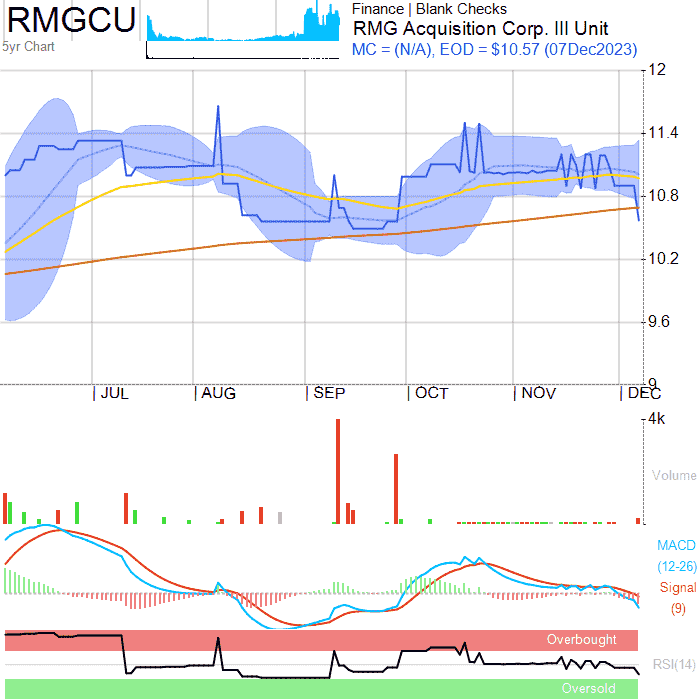 RMGCU
5yr Chart
Finance | Blank Checks
RMG Acquisition Corp. III Unit
MC = (N/A), EOD = $10.57 (07Dec2023)
12
11.4
10.8
10.2
9.6
9
JUL
AUG
SEP
OCT
NOV
DEC
4k
Volume
MACD
(12-26)
Signal
(9)
Overbought
RSI(14)
Oversold